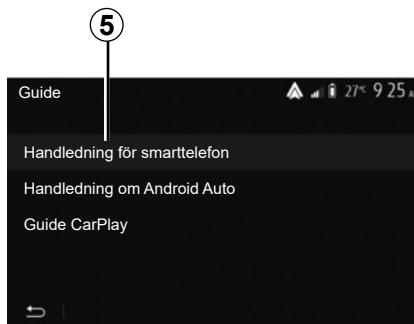 5
Guide 27°C 9 25
Handledning för smarttelefon
Handledning om Android Auto
Guide CarPlay